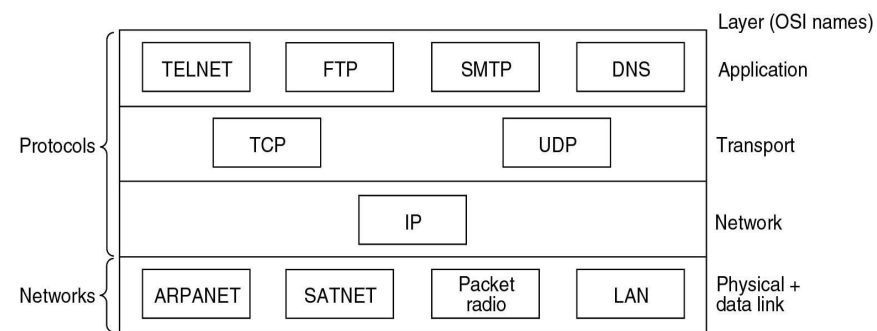 Layer (OSI names)
TELNET FTP SMTP DNS Application
Protocols TCP UDP Transport
IP Network
Networks ARPANET SATNET Packet radio LAN Physical + data link